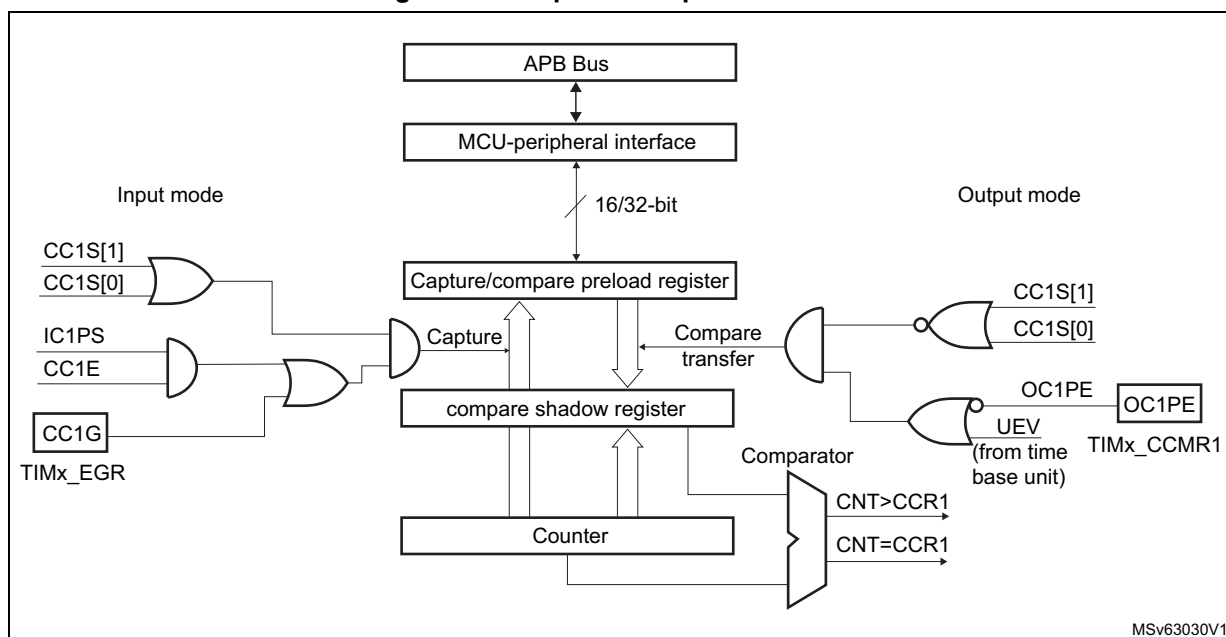 APB Bus
MCU-peripheral interface
Input mode
16/32-bit
Output mode
CC1S[1]
CC1S[0]
Capture/compare preload register
CC1S[1]
CC1S[0]
IC1PS
CC1E
Capture
Compare
transfer
CC1G
TIMx_EGR
compare shadow register
OC1PE
OC1PE
UEV
(from time
base unit)
TIMx_CCMR1
Comparator
CNT>CCR1
Counter
CNT=CCR1
MSv63030V1